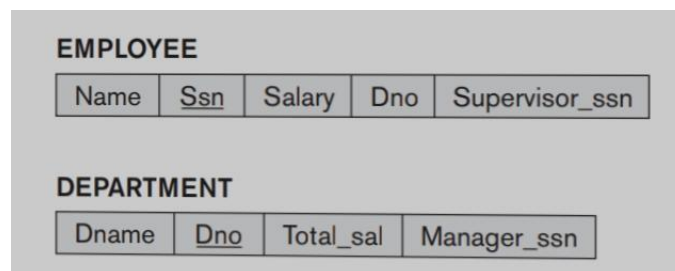 EMPLOYEE
Name Ssn Salary Dno Supervisor_ssn
DEPARTMENT
Dname Dno Total_sal Manager_ssn